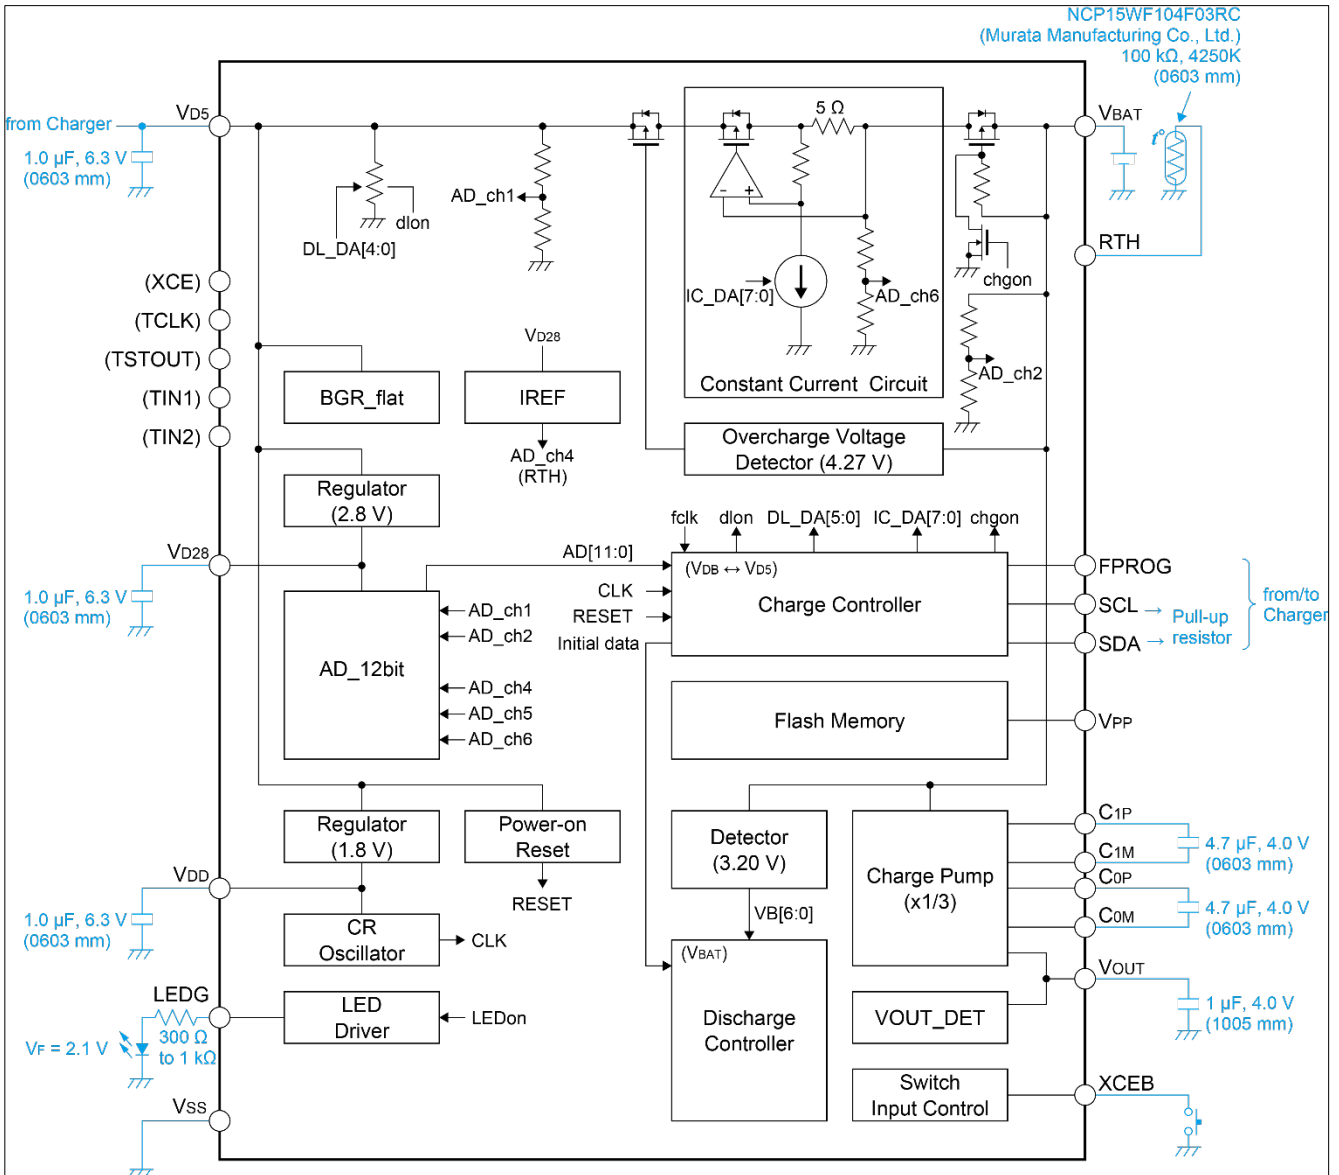 NCP15WF104F03RC
(Murata Manufacturing Co., Ltd.)
100 kΩ, 4250K
(0603 mm)
from Charger
VD5
1.0 µF, 6.3 V
(0603 mm)
5 Ω
VBAT
t°
AD_ch1
dlon
DL_DA[4:0]
- +
RTH
chgon
IC_DA[7:0]
AD_ch6
(XCE)
(TCLK)
(TSTOUT)
(TIN1)
(TIN2)
VD28
BGR_flat
IREF
Constant Current Circuit
AD_ch2
AD_ch4
(RTH)
Overcharge Voltage
Detector (4.27 V)
Regulator
(2.8 V)
fclk
dlon
DL_DA[5:0]
IC_DA[7:0]
chgon
VD28
1.0 µF, 6.3 V
(0603 mm)
AD[11:0]
(VDB ↔ VD5)
Charge Controller
CLK
RESET
Initial data
FPROG
SCL
SDA
→ Pull-up
→ resistor
from/to
Charger
AD_12bit
AD_ch1
AD_ch2
AD_ch4
AD_ch5
AD_ch6
Flash Memory
VPP
Regulator
(1.8 V)
Power-on
Reset
RESET
Detector
(3.20 V)
VB[6:0]
Charge Pump
(x1/3)
C1P
C1M
4.7 µF, 4.0 V
(0603 mm)
C0P
C0M
4.7 µF, 4.0 V
(0603 mm)
VDD
1.0 µF, 6.3 V
(0603 mm)
CR
Oscillator
CLK
(VBAT)
Discharge
Controller
VOUT
1 µF, 4.0 V
(1005 mm)
VOUT_DET
LEDG
LED
Driver
LEDon
300 Ω
to 1 kΩ
VF = 2.1 V
Switch
Input Control
XCEB
VSS